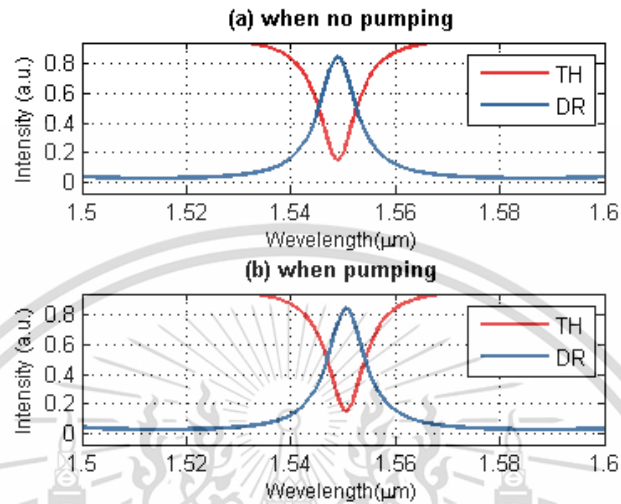 (a) when no pumping
Intensity (a.u.)
0.8
0.6
0.4
0.2
0
TH
DR
1.5 1.52 1.54 1.56 1.58 1.6
Wevelength(μm)
(b) when pumping
Intensity (a.u.)
0.8
0.6
0.4
0.2
0
TH
DR
1.5 1.52 1.54 1.56 1.58 1.6
Wevelength(μm)